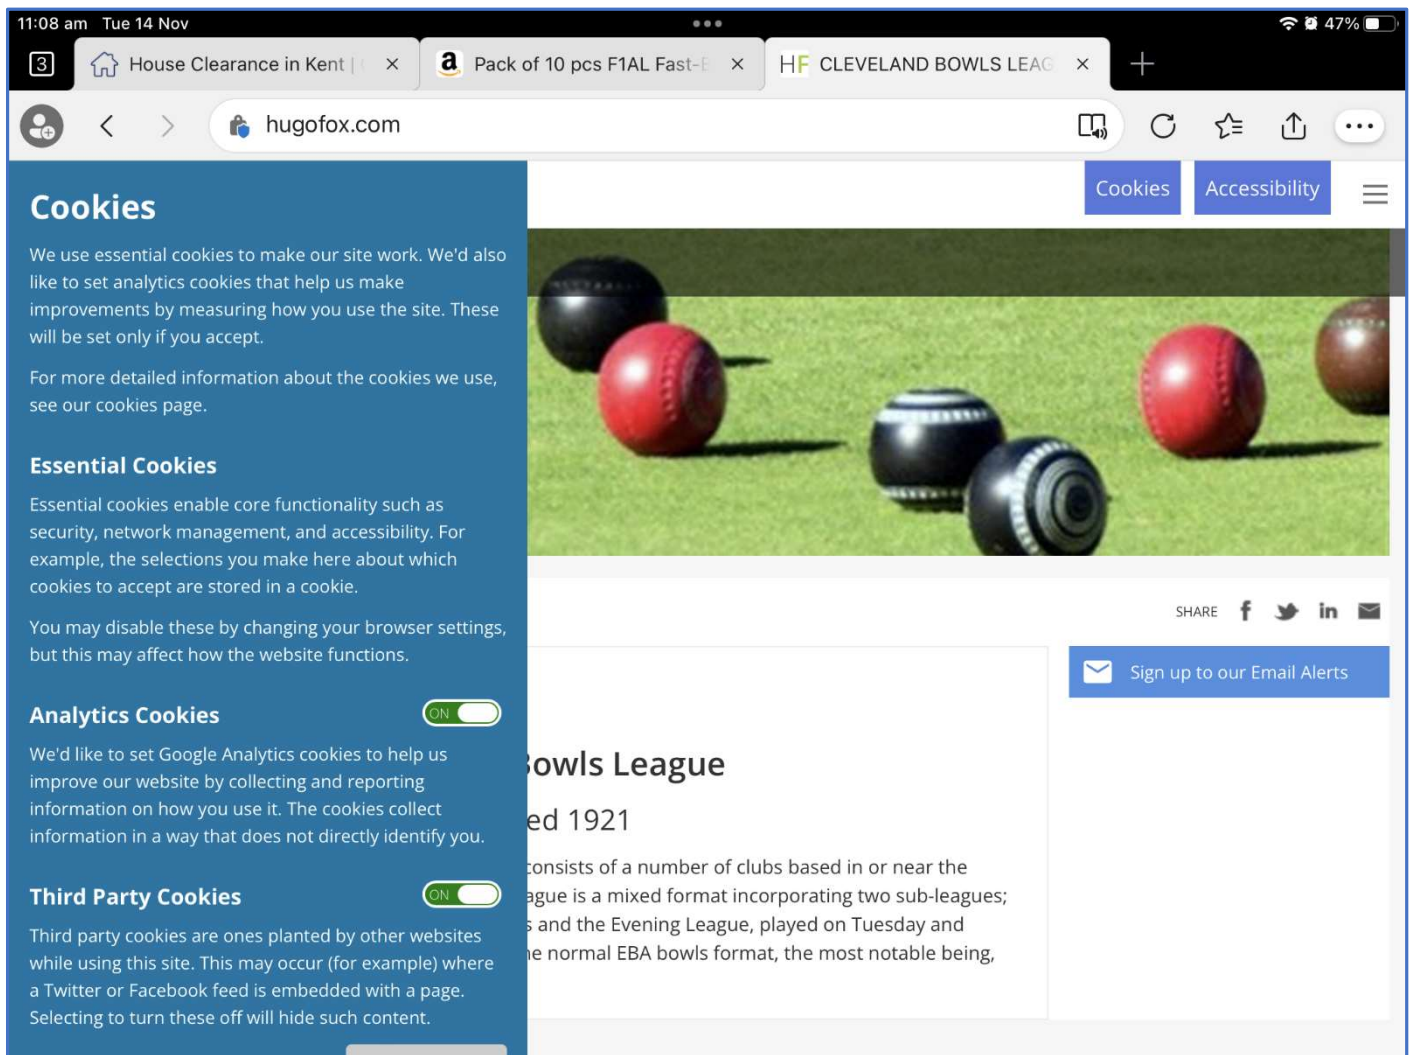 11:08 am Tue 14 Nov
47%
3
House Clearance in Kent |
a Pack of 10 pcs F1AL Fast-E
HF CLEVELAND BOWLS LEAG
hugofox.com
Cookies
Accessibility
Cookies
We use essential cookies to make our site work. We'd also
like to set analytics cookies that help us make
improvements by measuring how you use the site. These
will be set only if you accept.
For more detailed information about the cookies we use,
see our cookies page.
Essential Cookies
Essential cookies enable core functionality such as
security, network management, and accessibility. For
example, the selections you make here about which
cookies to accept are stored in a cookie.
You may disable these by changing your browser settings,
but this may affect how the website functions.
Analytics Cookies
ON
We'd like to set Google Analytics cookies to help us
improve our website by collecting and reporting
information on how you use it. The cookies collect
information in a way that does not directly identify you.
Third Party Cookies
ON
Third party cookies are ones planted by other websites
while using this site. This may occur (for example) where
a Twitter or Facebook feed is embedded with a page.
Selecting to turn these off will hide such content.
SHARE
Sign up to our Email Alerts
Bowls League
ed 1921
consists of a number of clubs based in or near the
ague is a mixed format incorporating two sub-leagues;
s and the Evening League, played on Tuesday and
e normal EBA bowls format, the most notable being,